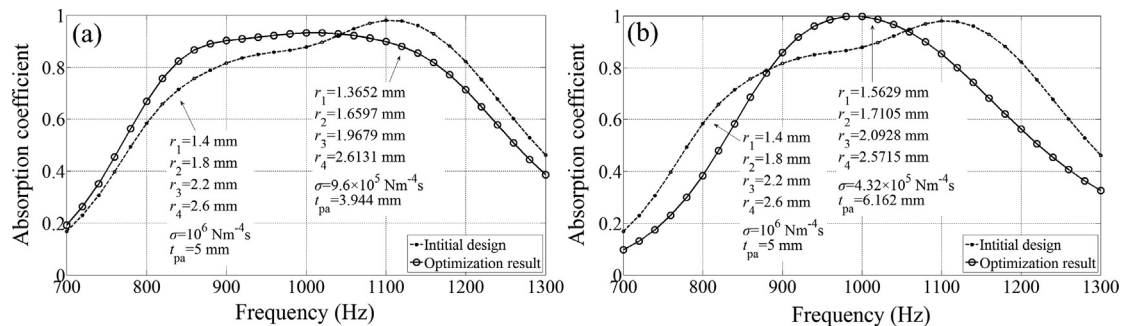 (a)
Absorption coefficient
1
0.8
0.6
0.4
0.2
0
r1=1.3652 mm
r2=1.6597 mm
r3=1.9679 mm
r4=2.6131 mm
σ=9.6×10^5 Nm^-4s
t_pa=3.944 mm
r1=1.4 mm
r2=1.8 mm
r3=2.2 mm
r4=2.6 mm
σ=10^6 Nm^-4s
t_pa=5 mm
Intitial design
Optimization result
700 800 900 1000 1100 1200 1300
Frequency (Hz)
(b)
Absorption coefficient
1
0.8
0.6
0.4
0.2
0
r1=1.5629 mm
r2=1.7105 mm
r3=2.0928 mm
r4=2.5715 mm
σ=4.32×10^5 Nm^-4s
t_pa=6.162 mm
r1=1.4 mm
r2=1.8 mm
r3=2.2 mm
r4=2.6 mm
σ=10^6 Nm^-4s
t_pa=5 mm
Intitial design
Optimization result
700 800 900 1000 1100 1200 1300
Frequency (Hz)